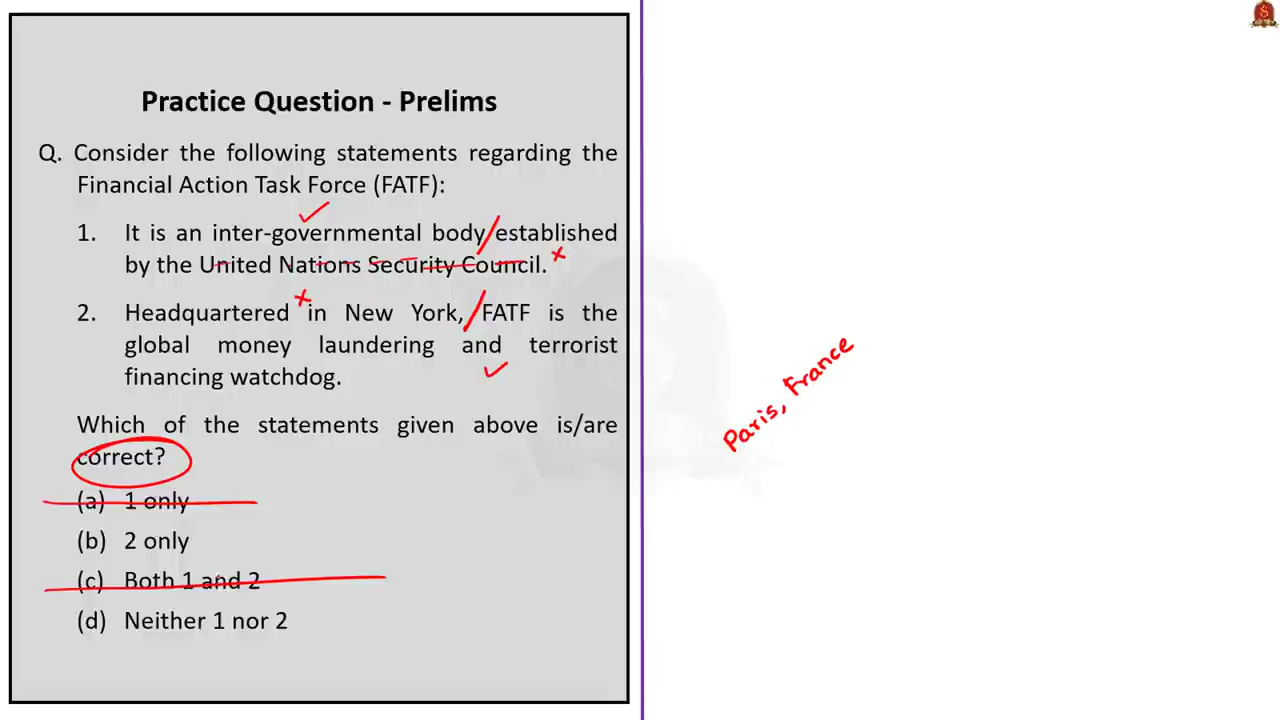 Practice Question - Prelims
Q. Consider the following statements regarding the
Financial Action Task Force (FATF):
1. It is an inter-governmental body/established
by the United Nations Security Council.
2. Headquartered in New York,/FATF is the
global money laundering and terrorist
financing watchdog.
Which of the statements given above is/are
correct?
(a) 1 only
(b) 2 only
(c) Both 1 and 2
(d) Neither 1 nor 2
Paris, France